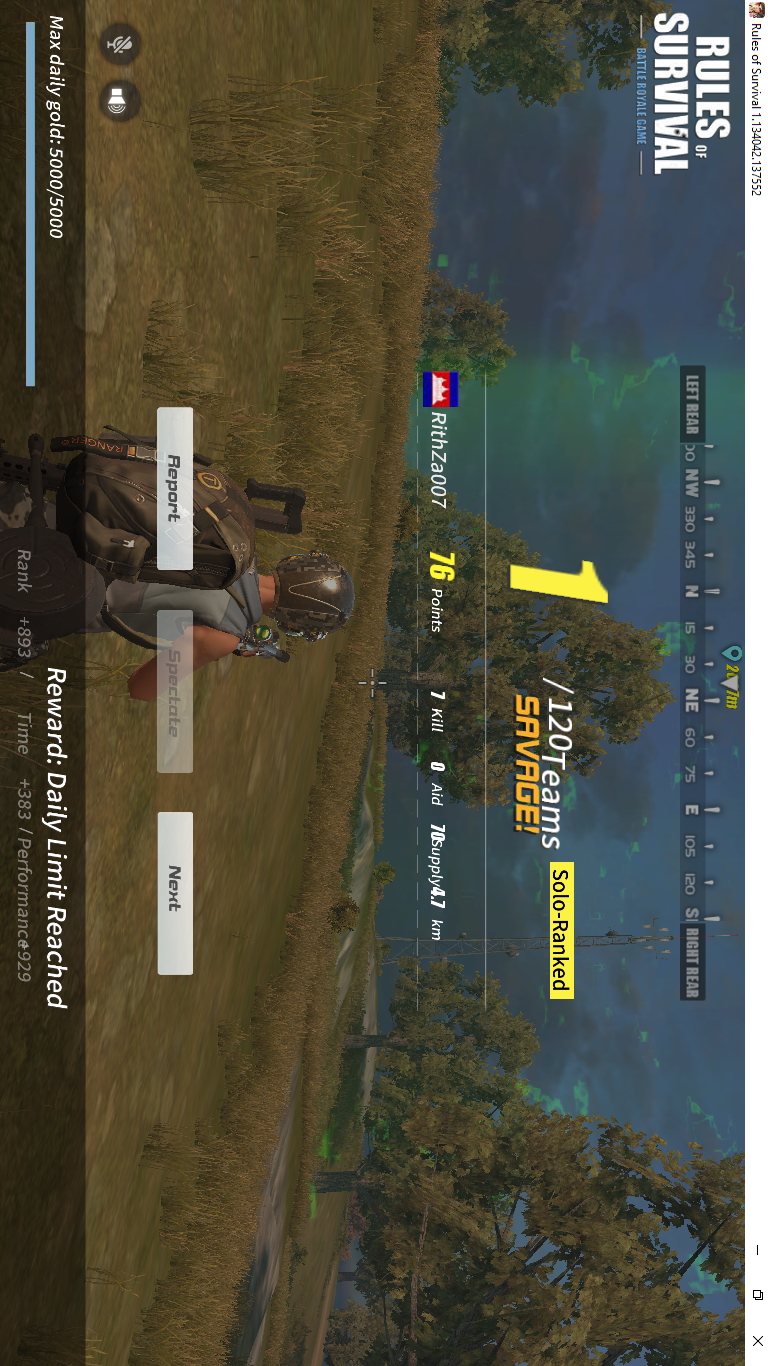 Rules of Survival 1.134042.137552
RULES OF
SURVIVAL
BATTLE ROYALE GAME
207m
LEFT REAR NW 330 345 N 15 30 NE 60 75 E 105 120 RIGHT REAR
1 /120Teams Solo-Ranked
SAVAGE!
RithZa007 76 Points 1 Kill 0 Aid 70 Supply 4.7 km
Report Spectate Next
RANGER
Max daily gold: 5000/5000
Reward: Daily Limit Reached
Rank +893 / Time +383 / Performance+929